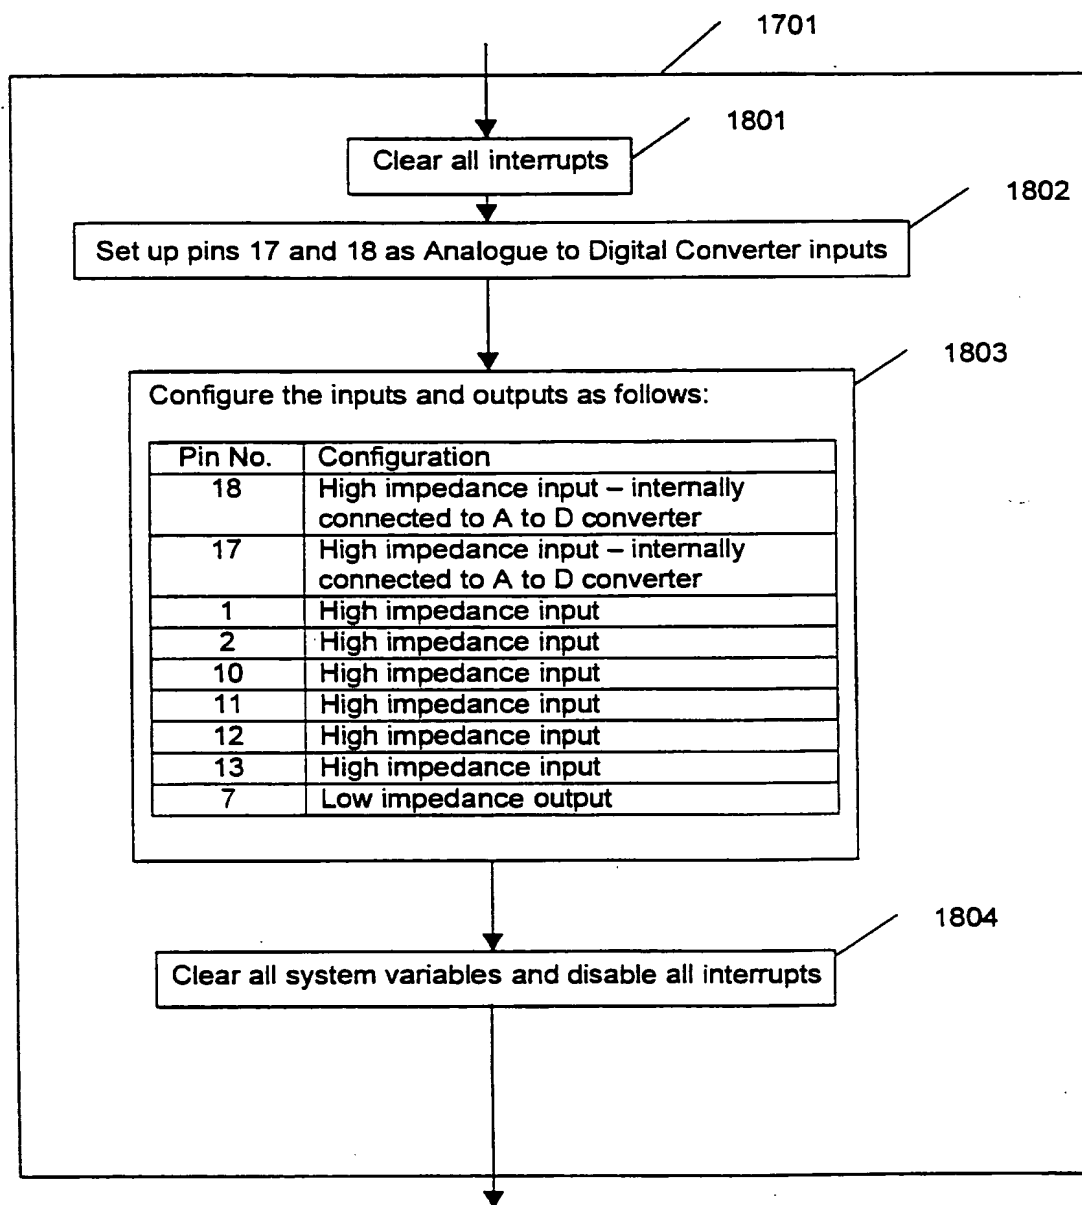 1701
1801
Clear all interrupts
1802
Set up pins 17 and 18 as Analogue to Digital Converter inputs
1803
Configure the inputs and outputs as follows:
Pin No. Configuration
18 High impedance input – internally
connected to A to D converter
17 High impedance input – internally
connected to A to D converter
1 High impedance input
2 High impedance input
10 High impedance input
11 High impedance input
12 High impedance input
13 High impedance input
7 Low impedance output
1804
Clear all system variables and disable all interrupts